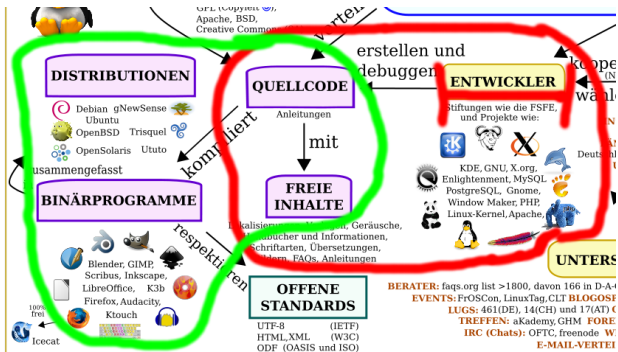 GPL (Copyleft
Apache, BSD,
Creative Commons
erstellen und
debuggen
DISTRIBUTIONEN
QUELLCODE
ENTWICKLER
Anleitungen
Stiftungen wie die FSFE,
und Projekte wie:
Debian gNewSense
Ubuntu
OpenBSD Trisquel
OpenSolaris Ututo
kompiliert
mit
zusammengefasst
KDE, GNU, X.org,
Enlightenment, MySQL
PostgreSQL, Gnome,
Window Maker, PHP,
Linux-Kernel, Apache,
BINÄRPROGRAMME
FREIE
INHALTE
Geräusche,
Handbücher und Informationen,
Schriftarten, Übersetzungen,
FAQs, Anleitungen
respektieren
Blender, GIMP,
Scribus, Inkscape,
LibreOffice, K3b
Firefox, Audacity,
Ktouch
100%
frei
Icecat
OFFENE
STANDARDS
UTF-8 (IETF)
HTML,XML (W3C)
ODF (OASIS und ISO)
UNTERS
BERATER: faqs.org list >1800, davon 166 in D-A-
EVENTS: FrOSCon, LinuxTag,CLT BLOGOSF
LUGS: 461(DE), 14(CH) und 17(AT)
TREFFEN: aKademy,GHM FORE
IRC (Chats): OFTC, freenode
E-MAIL-VERTEI